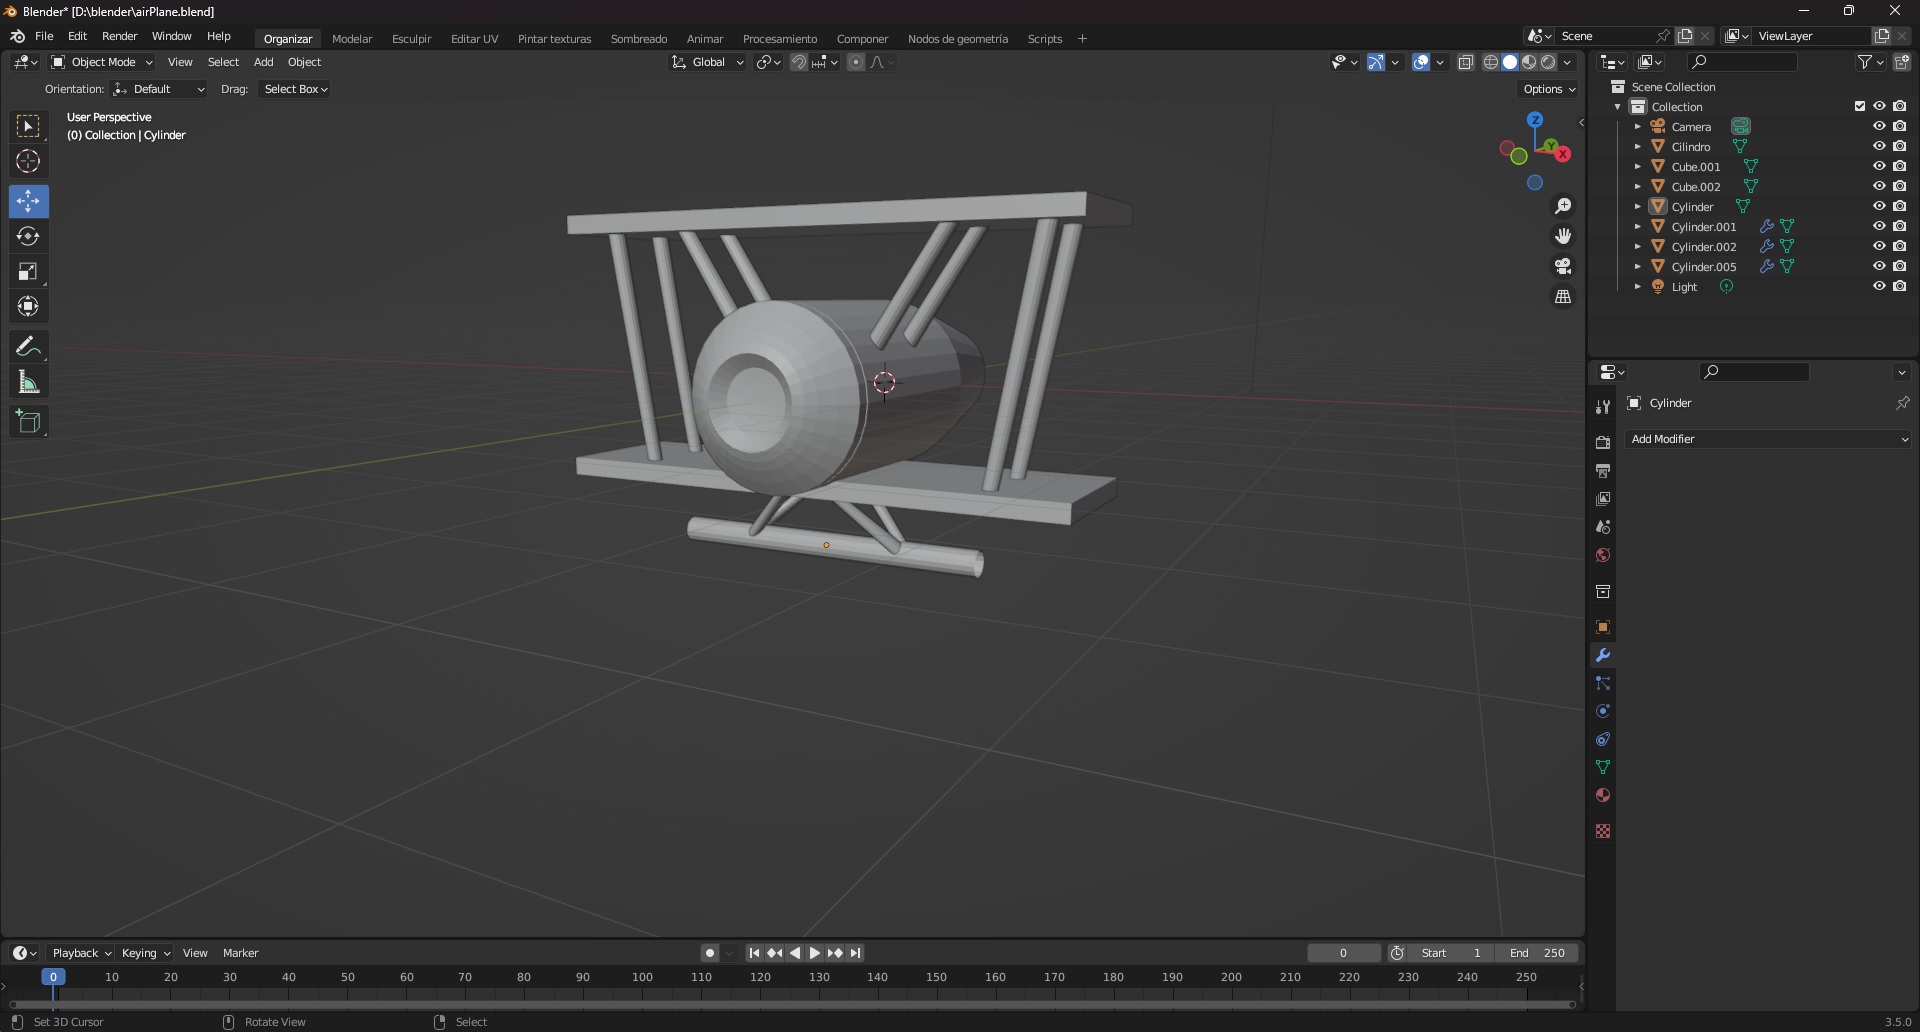 Blender* [D:\blender\airPlane.blend]
File Edit Render Window Help Organizar Modelar Esculpir Editar UV Pintar texturas Sombreado Animar Procesamiento Componer Nodos de geometría Scripts + Scene ViewLayer
Object Mode View Select Add Object Global
Orientation: Default Drag: Select Box Options
User Perspective
(0) Collection | Cylinder
Z
Y
X
Scene Collection
Collection
Camera
Cilindro
Cube.001
Cube.002
Cylinder
Cylinder.001
Cylinder.002
Cylinder.005
Light
Cylinder
Add Modifier
Playback Keying View Marker 0 Start 1 End 250
0 10 20 30 40 50 60 70 80 90 100 110 120 130 140 150 160 170 180 190 200 210 220 230 240 250
Set 3D Cursor Rotate View Select 3.5.0